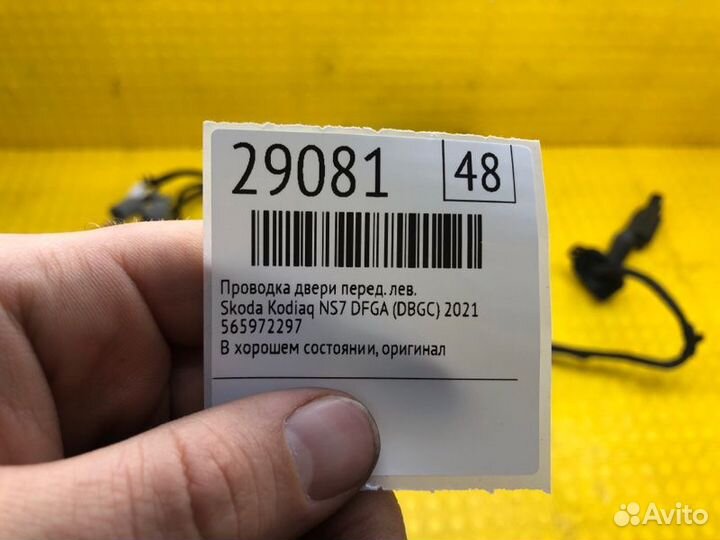 29081 48
Проводка двери перед. лев.
Skoda Kodiaq NS7 DFGA (DBGC) 2021
565972297
В хорошем состоянии, оригинал
Avito